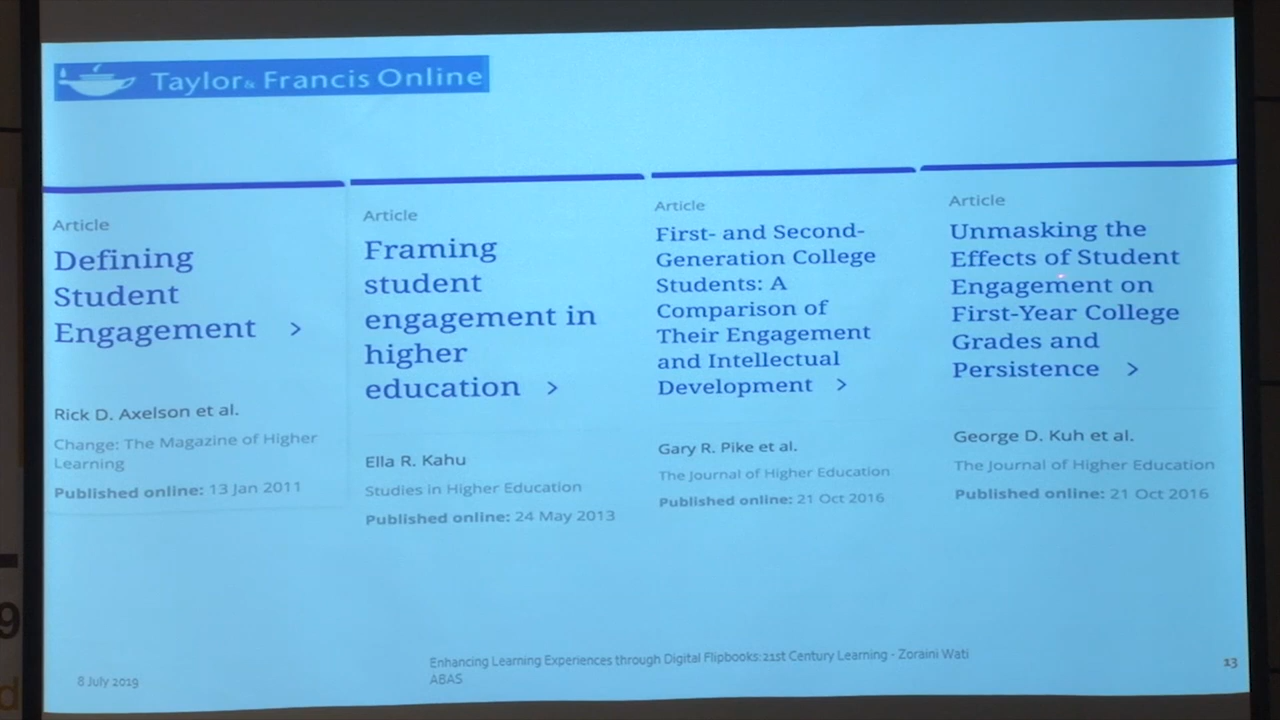 Taylor & Francis Online
Article
Defining
Student
Engagement >
Rick D. Axelson et al.
Change: The Magazine of Higher
Learning
Published online: 13 Jan 2011
Article
Framing
student
engagement in
higher
education >
Ella R. Kahu
Studies in Higher Education
Published online: 24 May 2013
Article
First- and Second-
Generation College
Students: A
Comparison of
Their Engagement
and Intellectual
Development >
Gary R. Pike et al.
The Journal of Higher Education
Published online: 21 Oct 2016
Article
Unmasking the
Effects of Student
Engagement on
First-Year College
Grades and
Persistence >
George D. Kuh et al.
The Journal of Higher Education
Published online: 21 Oct 2016
8 July 2019
Enhancing Learning Experiences through Digital Flipbooks:21st Century Learning - Zoraini Wati
ABAS
13
9
d